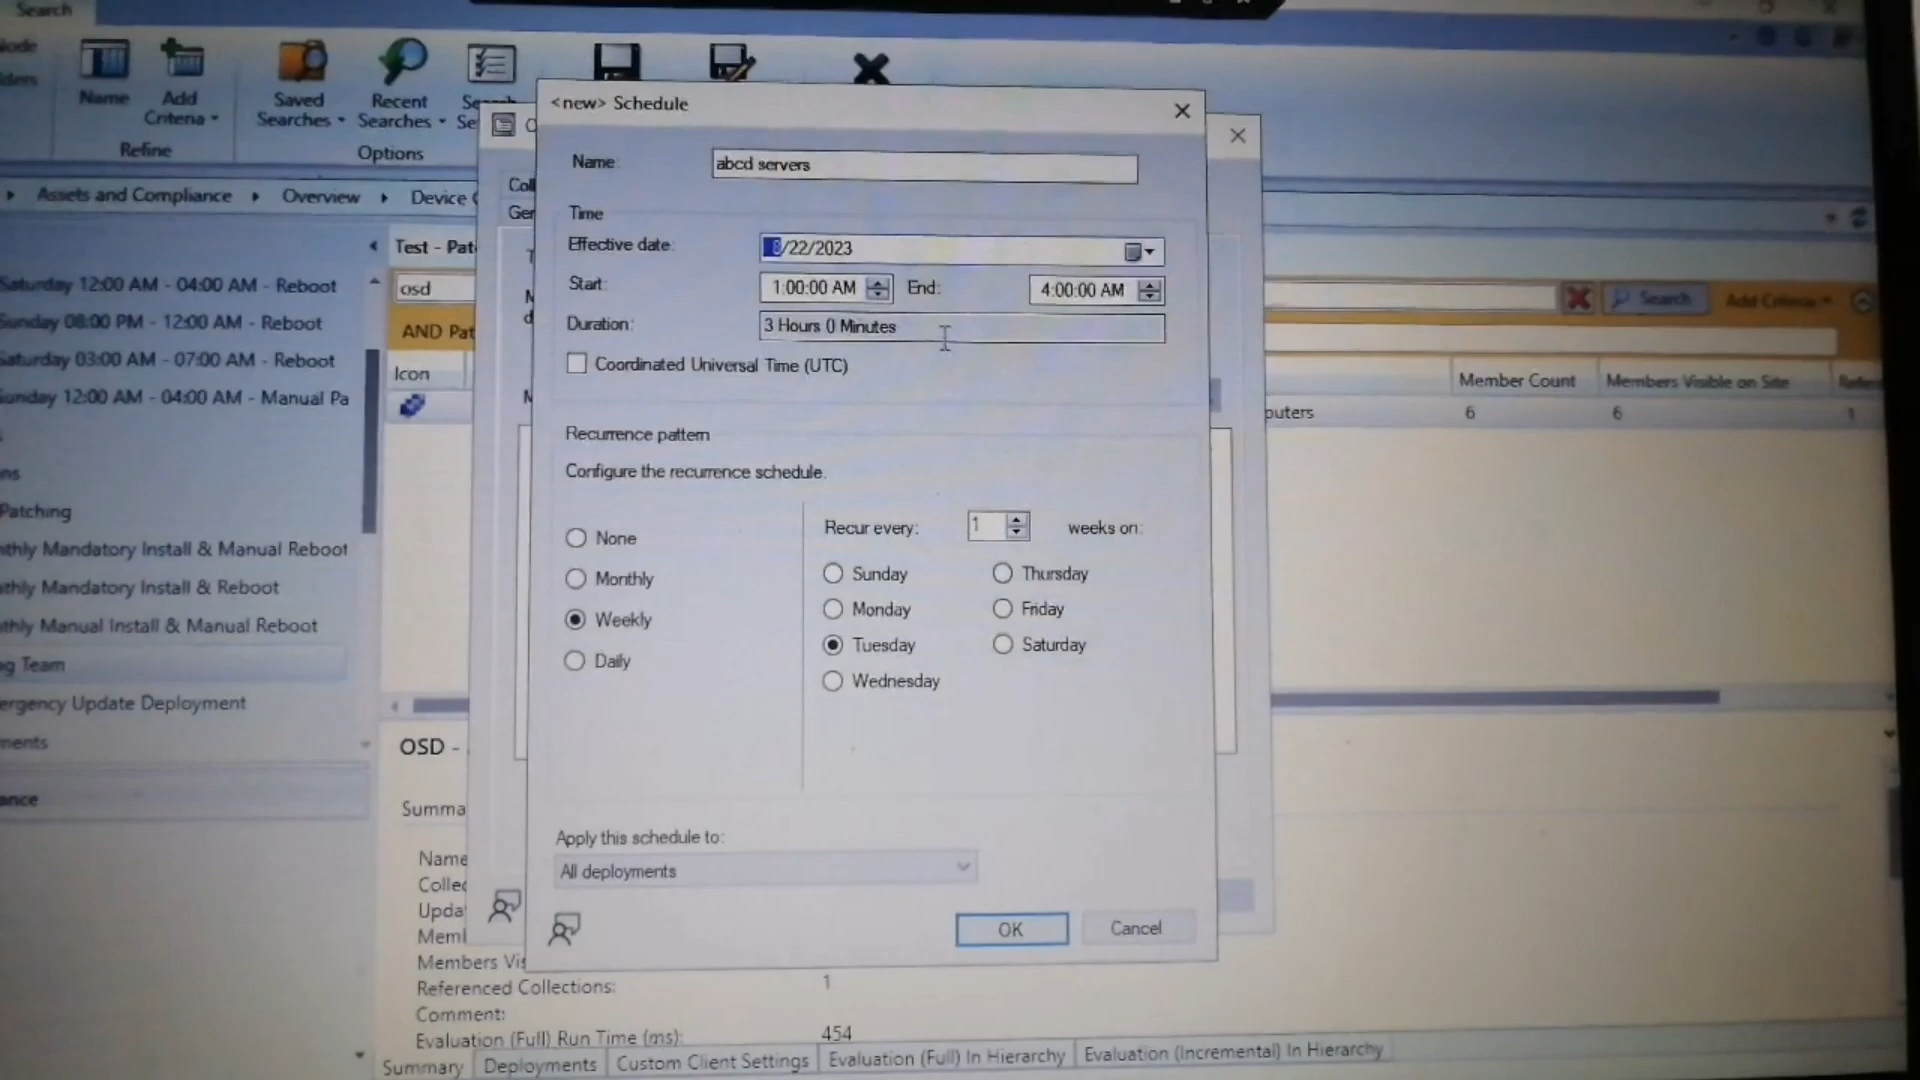 Search
Name
Add
Criteria
Saved
Searches
Recent
Searches
Refine
Options
Assets and Compliance
Overview
Device
Test - Pat
Saturday 12:00 AM - 04:00 AM - Reboot
Sunday 08:00 PM - 12:00 AM - Reboot
Saturday 03:00 AM - 07:00 AM - Reboot
Sunday 12:00 AM - 04:00 AM - Manual Pa
Patching
nthly Mandatory Install & Manual Reboot
nthly Mandatory Install & Reboot
nthly Manual Install & Manual Reboot
ng Team
ergency Update Deployment
ments
ance
osd
AND Pat
Icon
Search
Add Criteria
Member Count
Members Visible on Site
puters
6
6
1
<new> Schedule
Name:
abcd servers
Time
Effective date:
8/22/2023
Start:
1:00:00 AM
End:
4:00:00 AM
Duration:
3 Hours 0 Minutes
Coordinated Universal Time (UTC)
Recurrence pattern
Configure the recurrence schedule.
None
Monthly
Weekly
Daily
Recur every:
1
weeks on:
Sunday
Monday
Tuesday
Wednesday
Thursday
Friday
Saturday
Apply this schedule to:
All deployments
OK
Cancel
OSD -
Summa
Name
Collec
Upda
Meml
Members Vis
Referenced Collections:
1
Comment:
Evaluation (Full) Run Time (ms):
454
Summary
Deployments
Custom Client Settings
Evaluation (Full) In Hierarchy
Evaluation (Incremental) In Hierarchy